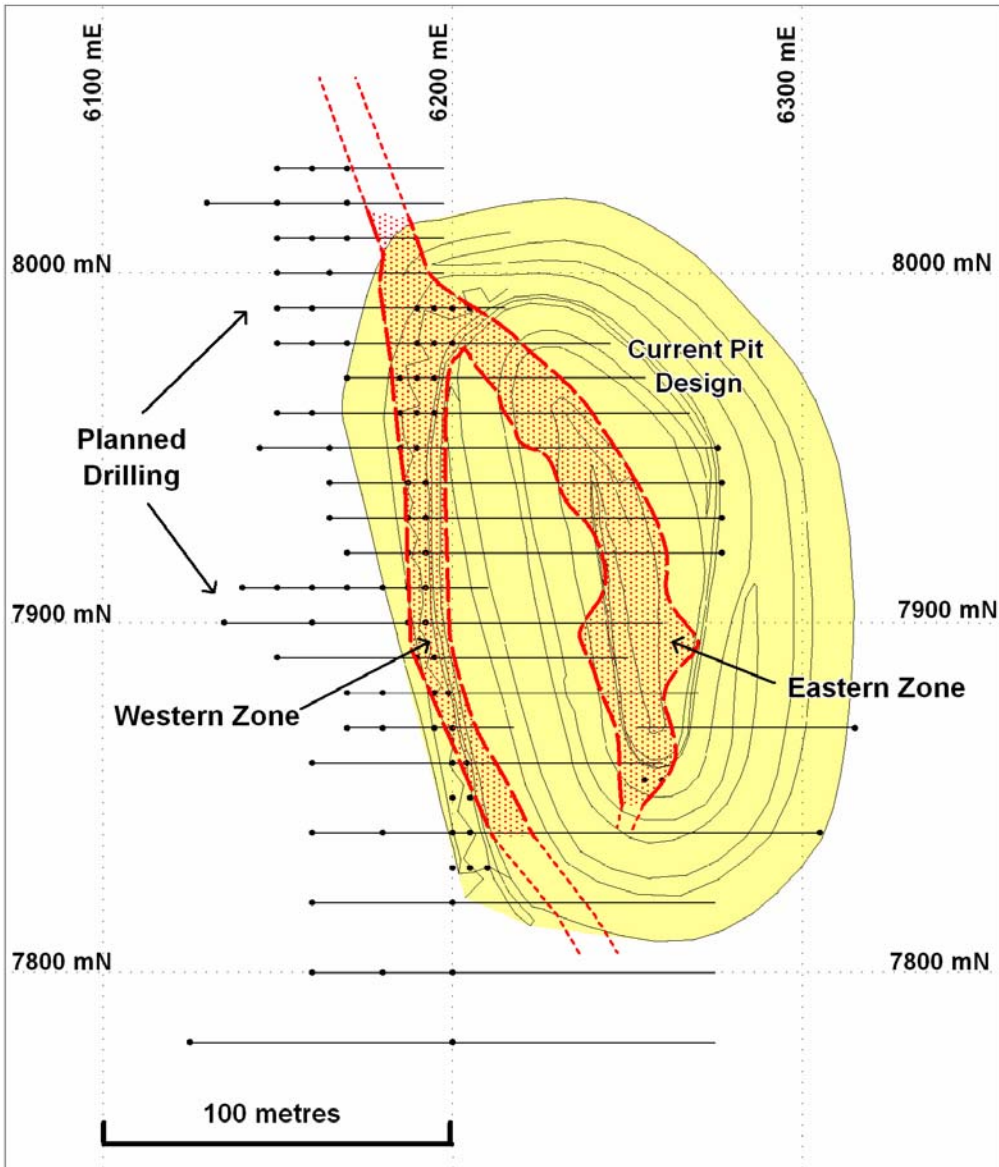 6100 mE
6200 mE
6300 mE
8000 mN
8000 mN
Current Pit
Design
Planned
Drilling
7900 mN
7900 mN
Eastern Zone
Western Zone
7800 mN
7800 mN
100 metres